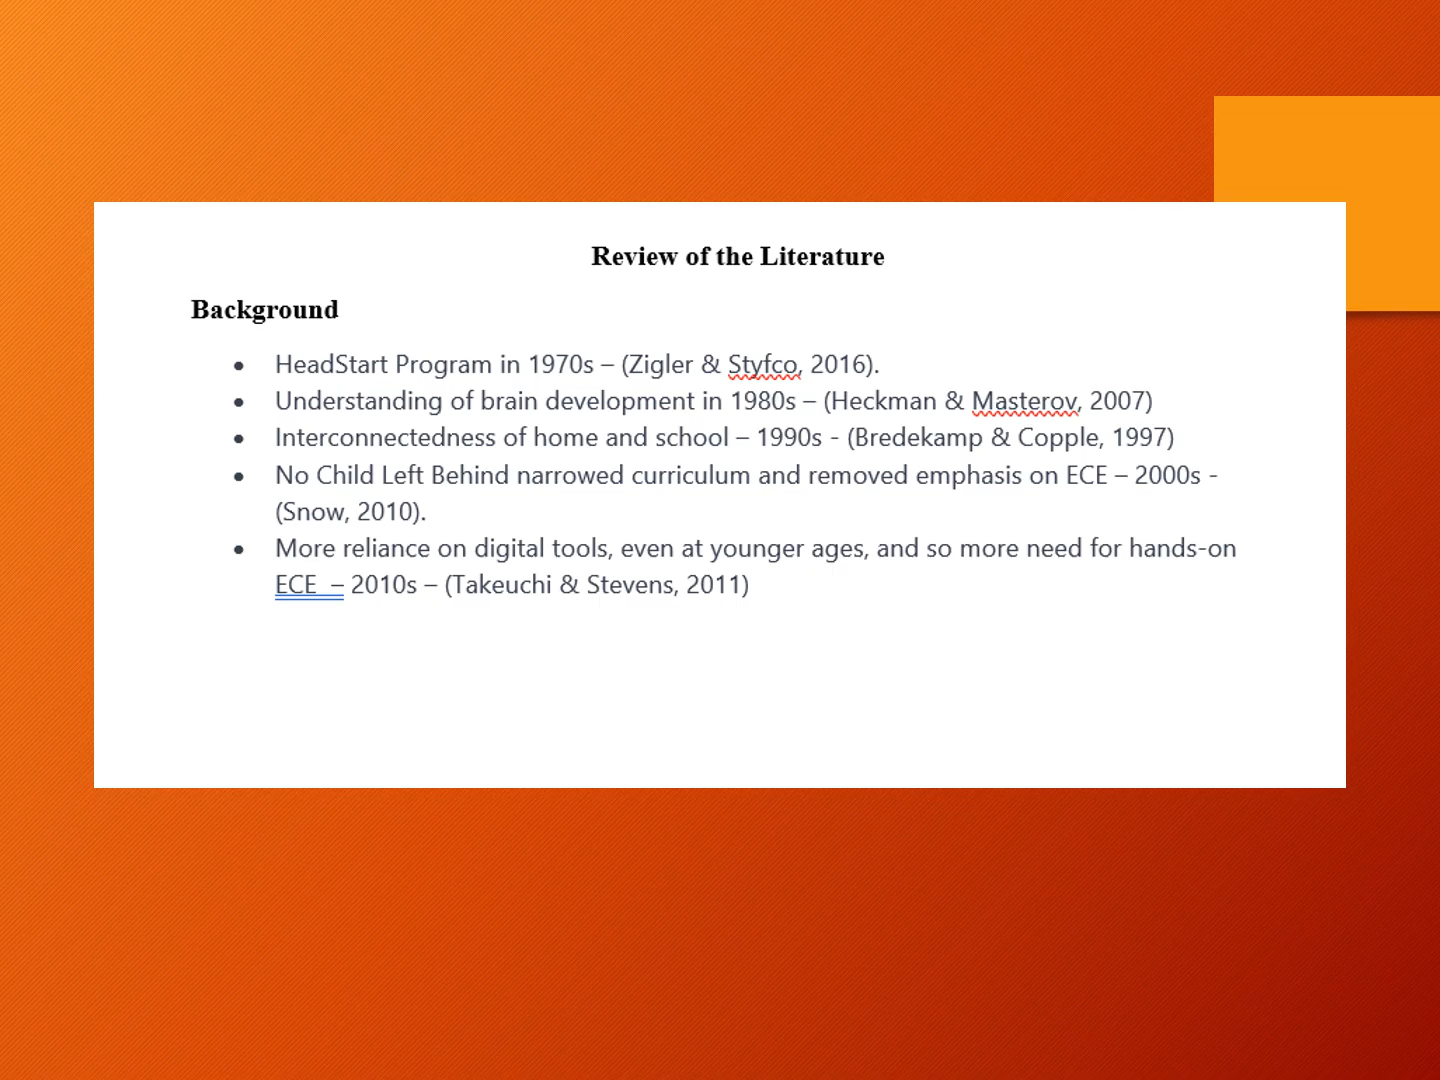 Review of the Literature
Background
• HeadStart Program in 1970s – (Zigler & Styfco, 2016).
• Understanding of brain development in 1980s – (Heckman & Masterov, 2007)
• Interconnectedness of home and school – 1990s - (Bredekamp & Copple, 1997)
• No Child Left Behind narrowed curriculum and removed emphasis on ECE – 2000s -
(Snow, 2010).
• More reliance on digital tools, even at younger ages, and so more need for hands-on
ECE  – 2010s – (Takeuchi & Stevens, 2011)